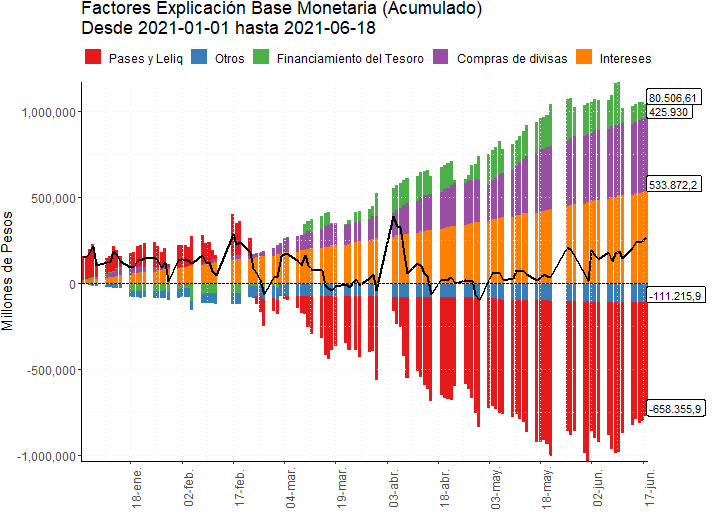 Factores Explicación Base Monetaria (Acumulado)
Desde 2021-01-01 hasta 2021-06-18
Pases y Leliq Otros Financiamiento del Tesoro Compras de divisas Intereses
Millones de Pesos
1,000,000
500,000
0
-500,000
-1,000,000
80.506,61
425.930
533.872,2
-111.215,9
-658.355,9
18-ene.
02-feb.
17-feb.
04-mar.
19-mar.
03-abr.
18-abr.
03-may.
18-may.
02-jun.
17-jun.